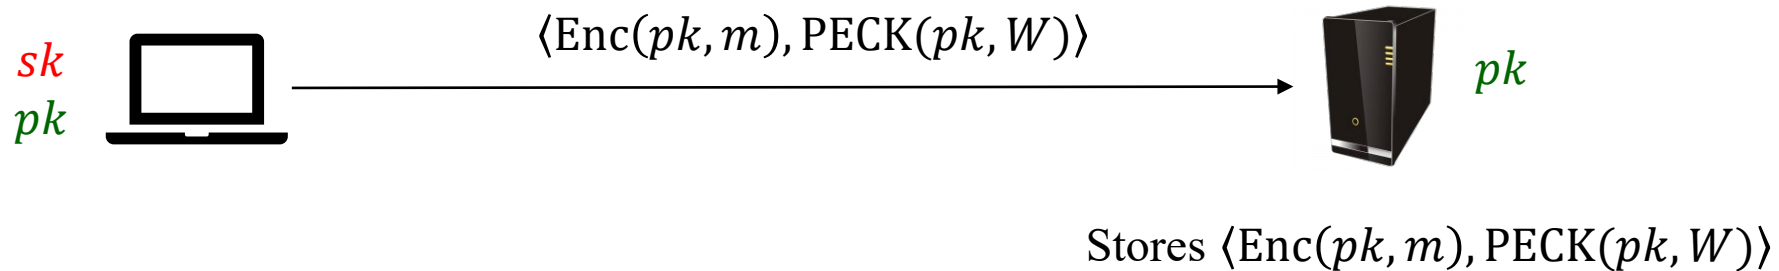 ⟨Enc(pk, m), PECK(pk, W)⟩
sk
pk
pk
Stores ⟨Enc(pk, m), PECK(pk, W)⟩